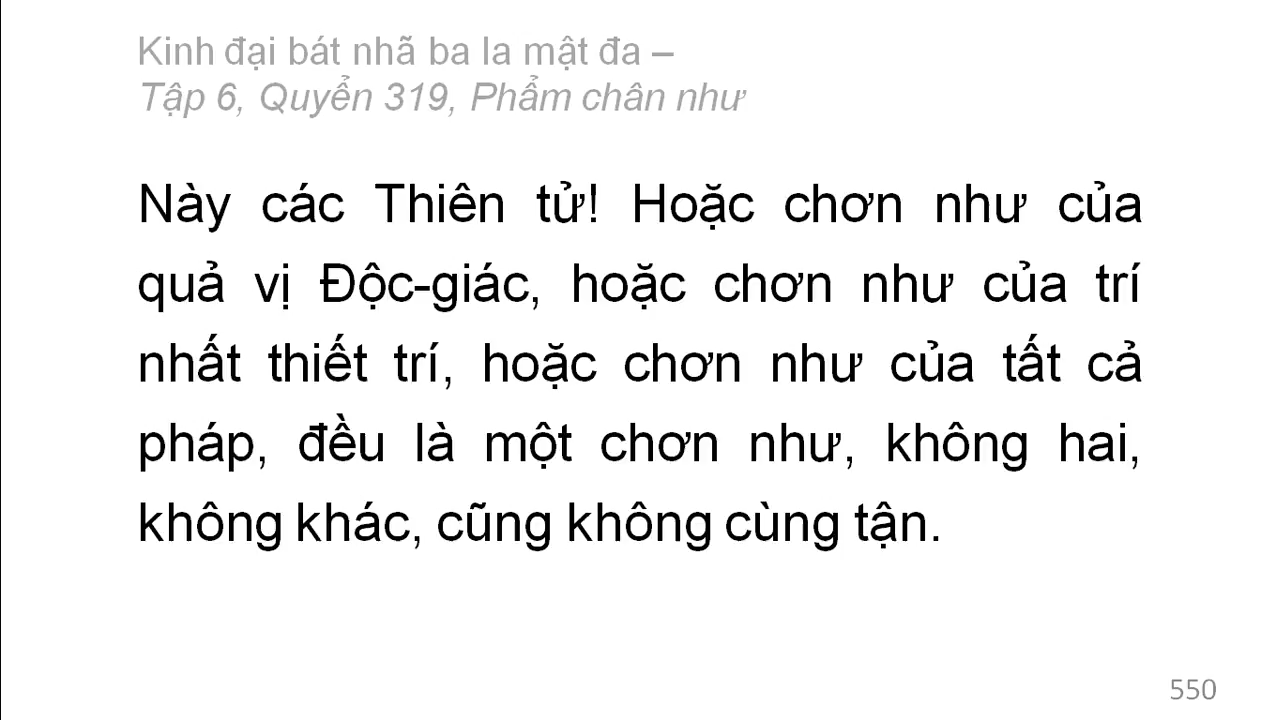 Kinh đại bát nhã ba la mật đa –
Tập 6, Quyển 319, Phẩm chân như
Này các Thiên tử! Hoặc chơn như của
quả vị Độc-giác, hoặc chơn như của trí
nhất thiết trí, hoặc chơn như của tất cả
pháp, đều là một chơn như, không hai,
không khác, cũng không cùng tận.
550